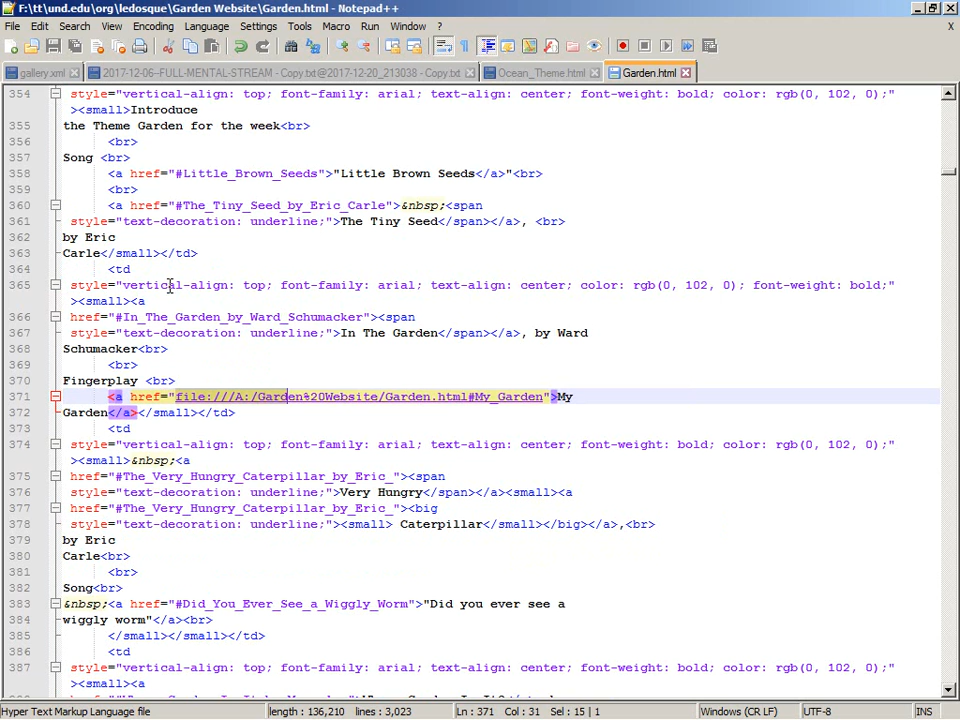 F:\tt\und.edu\org\ledosque\Garden Website\Garden.html - Notepad++
File Edit Search View Encoding Language Settings Tools Macro Run Window ? X
gallery.xml 2017-12-06--FULL-MENTAL-STREAM - Copy.txt@2017-12-20_213038 - Copy.txt Ocean_Theme.html Garden.html
354 style="vertical-align: top; font-family: arial; text-align: center; font-weight: bold; color: rgb(0, 102, 0);"
><small>Introduce
355 the Theme Garden for the week<br>
356 <br>
357 Song <br>
358 <a href="#Little_Brown_Seeds">"Little Brown Seeds</a>"<br>
359 <br>
360 <a href="#The_Tiny_Seed_by_Eric_Carle">&nbsp;<span
361 style="text-decoration: underline;">The Tiny Seed</span></a>, <br>
362 by Eric
363 Carle</small></td>
364 <td
365 style="vertical-align: top; font-family: arial; text-align: center; color: rgb(0, 102, 0); font-weight: bold;"
><small><a
366 href="#In_The_Garden_by_Ward_Schumacker"><span
367 style="text-decoration: underline;">In The Garden</span></a>, by Ward
368 Schumacker<br>
369 <br>
370 Fingerplay <br>
371 <a href="file:///A:/Garden%20Website/Garden.html#My_Garden">My
372 Garden</a></small></td>
373 <td
374 style="vertical-align: top; font-family: arial; text-align: center; font-weight: bold; color: rgb(0, 102, 0);"
><small>&nbsp;<a
375 href="#The_Very_Hungry_Caterpillar_by_Eric_"><span
376 style="text-decoration: underline;">Very Hungry</span></a><small><a
377 href="#The_Very_Hungry_Caterpillar_by_Eric_"><big
378 style="text-decoration: underline;"><small> Caterpillar</small></big></a>,<br>
379 by Eric
380 Carle<br>
381 <br>
382 Song<br>
383 &nbsp;<a href="#Did_You_Ever_See_a_Wiggly_Worm">"Did you ever see a
384 wiggly worm"</a><br>
385 </small></small></td>
386 <td
387 style="vertical-align: top; font-family: arial; text-align: center; font-weight: bold; color: rgb(0, 102, 0);"
><small><a
Hyper Text Markup Language file length : 136,210 lines : 3,023 Ln : 371 Col : 31 Sel : 15 | 1 Windows (CR LF) UTF-8 INS